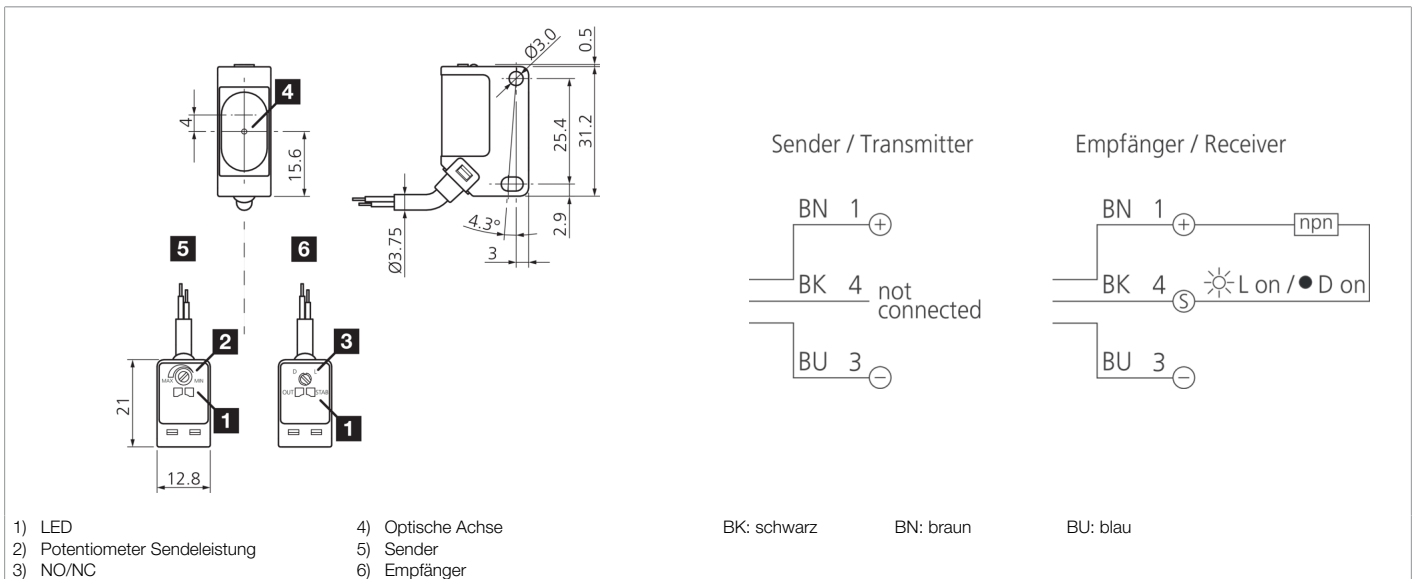 Ø3.0
0.5
4
4
15.6
25.4
31.2
Ø3.75
4.3°
3
2.9
5
6
2
MAX
MIN
1
21
12.8
3
D
L
OUT
STAB
1
Sender / Transmitter
BN 1 +
BK 4 not
connected
BU 3 −
Empfänger / Receiver
BN 1 + npn
BK 4 S L on / ● D on
BU 3 −
1) LED
2) Potentiometer Sendeleistung
3) NO/NC
4) Optische Achse
5) Sender
6) Empfänger
BK: schwarz BN: braun BU: blau